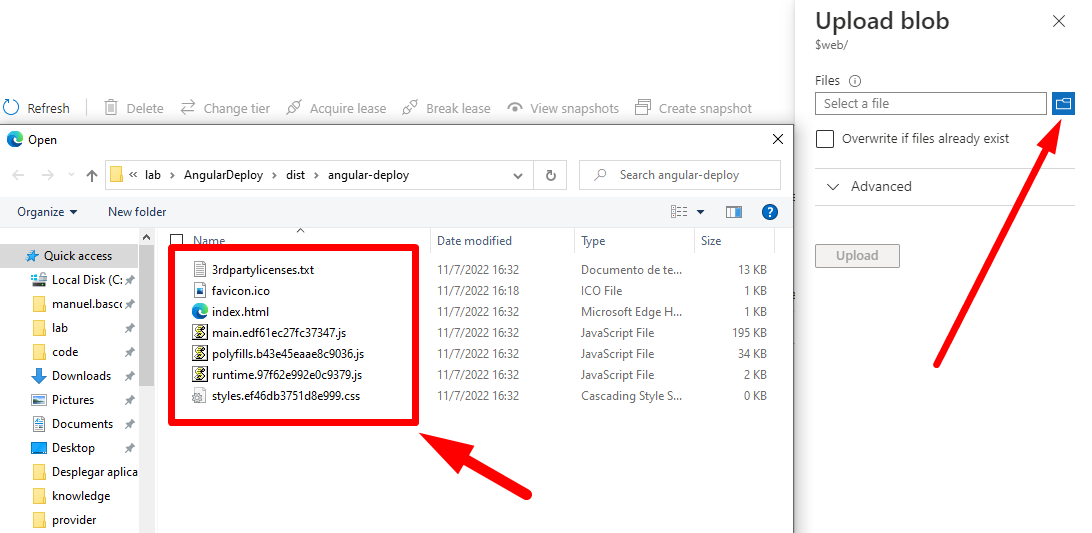 Upload blob
$web/
Files
Select a file
Overwrite if files already exist
Advanced
Upload
Refresh
Delete
Change tier
Acquire lease
Break lease
View snapshots
Create snapshot
Open
« lab > AngularDeploy > dist > angular-deploy
Search angular-deploy
Organize
New folder
?
Quick access
Local Disk (C:
manuel.basc
lab
code
Downloads
Pictures
Documents
Desktop
Desplegar aplica
knowledge
provider
Name Date modified Type Size
3rdpartylicenses.txt 11/7/2022 16:32 Documento de te... 13 KB
favicon.ico 11/7/2022 16:18 ICO File 1 KB
index.html 11/7/2022 16:32 Microsoft Edge H... 1 KB
main.edf61ec27fc37347.js 11/7/2022 16:32 JavaScript File 195 KB
polyfills.b43e45eaae8c9036.js 11/7/2022 16:32 JavaScript File 34 KB
runtime.97f62e992e0c9379.js 11/7/2022 16:32 JavaScript File 2 KB
styles.ef46db3751d8e999.css 11/7/2022 16:32 Cascading Style S... 0 KB